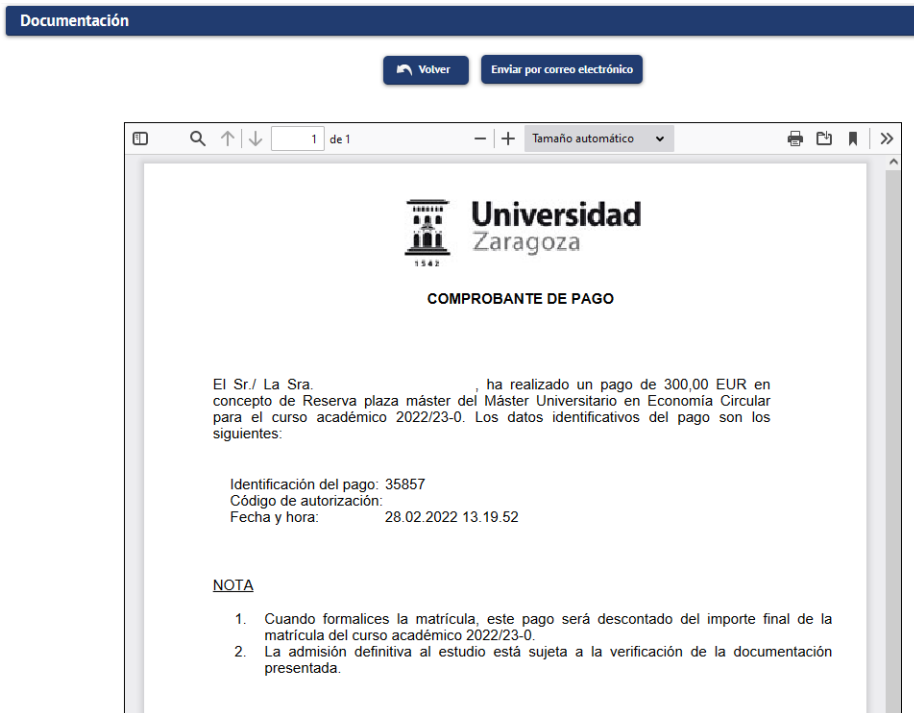 Documentación
Volver
Enviar por correo electrónico
1 de 1
Tamaño automático
Universidad
Zaragoza
1542
COMPROBANTE DE PAGO
El Sr./ La Sra. , ha realizado un pago de 300,00 EUR en
concepto de Reserva plaza máster del Máster Universitario en Economía Circular
para el curso académico 2022/23-0. Los datos identificativos del pago son los
siguientes:
Identificación del pago: 35857
Código de autorización:
Fecha y hora: 28.02.2022 13.19.52
NOTA
1. Cuando formalices la matrícula, este pago será descontado del importe final de la
matrícula del curso académico 2022/23-0.
2. La admisión definitiva al estudio está sujeta a la verificación de la documentación
presentada.